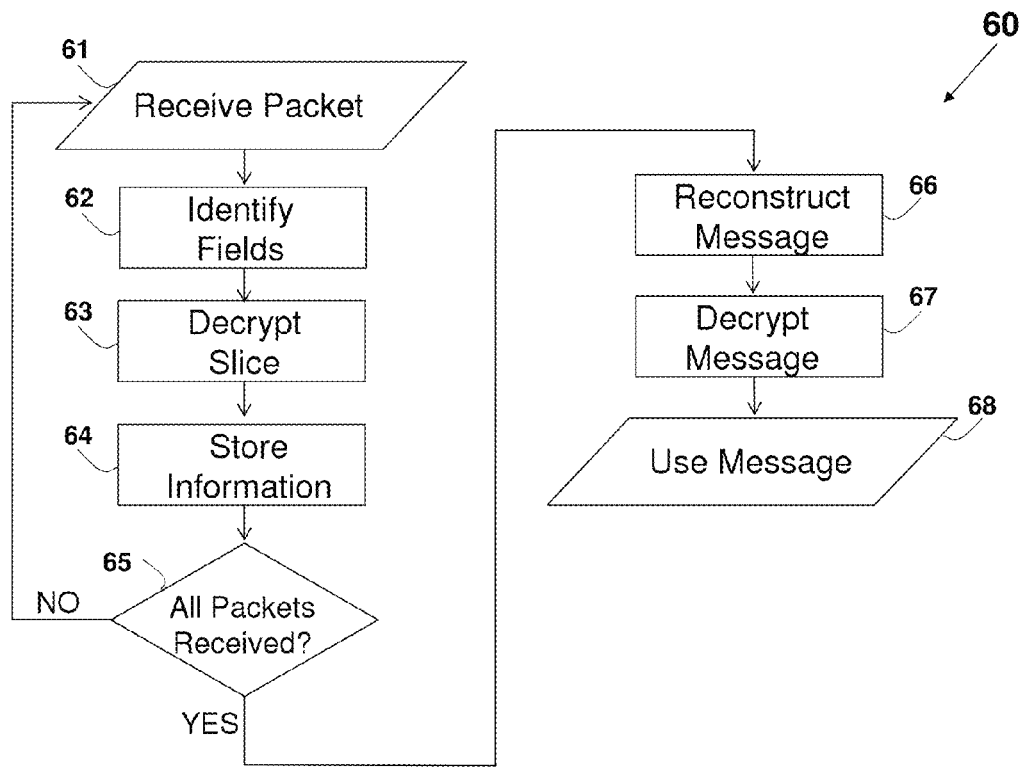 60
61
Receive Packet
62
Identify
Fields
63
Decrypt
Slice
64
Store
Information
65
All Packets
Received?
NO
YES
66
Reconstruct
Message
67
Decrypt
Message
68
Use Message